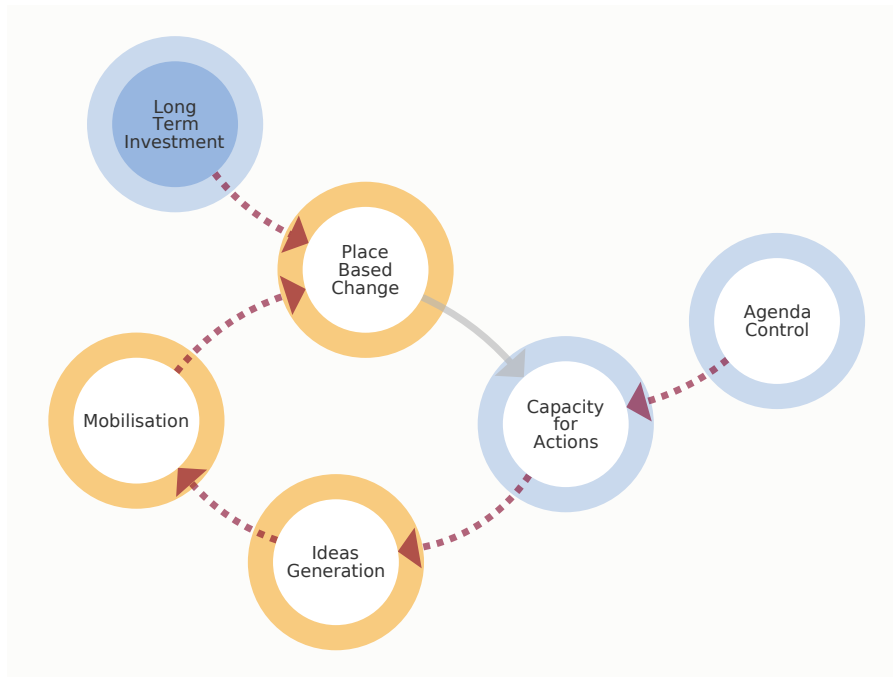 Long
Term
Investment
Place
Based
Change
Agenda
Control
Capacity
for
Actions
Mobilisation
Ideas
Generation